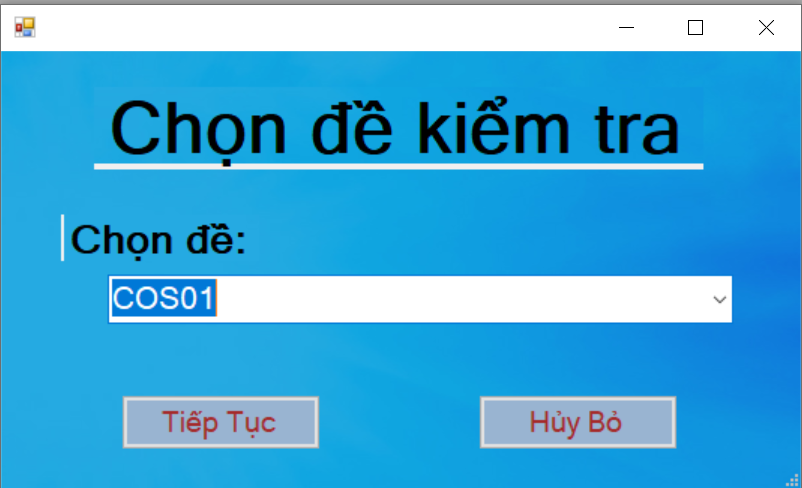 Chọn đề kiểm tra
Chọn đề:
COS01
Tiếp Tục
Hủy Bỏ